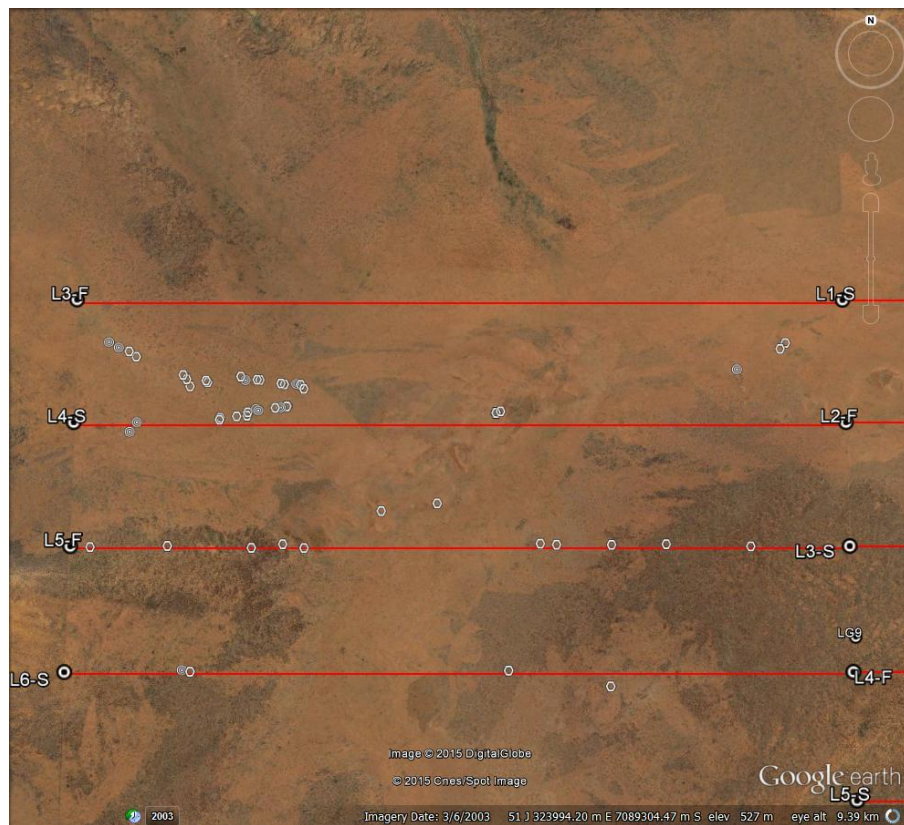 N
L3-F
L1-S
L4-S
L2-F
L5-F
L3-S
LG9
L6-S
L4-F
Image © 2015 DigitalGlobe
© 2015 Cnes/Spot Image
Google earth
L5-S
2003
Imagery Date: 3/6/2003 51 J 323994.20 m E 7089304.47 m S elev 527 m eye alt 9.39 km